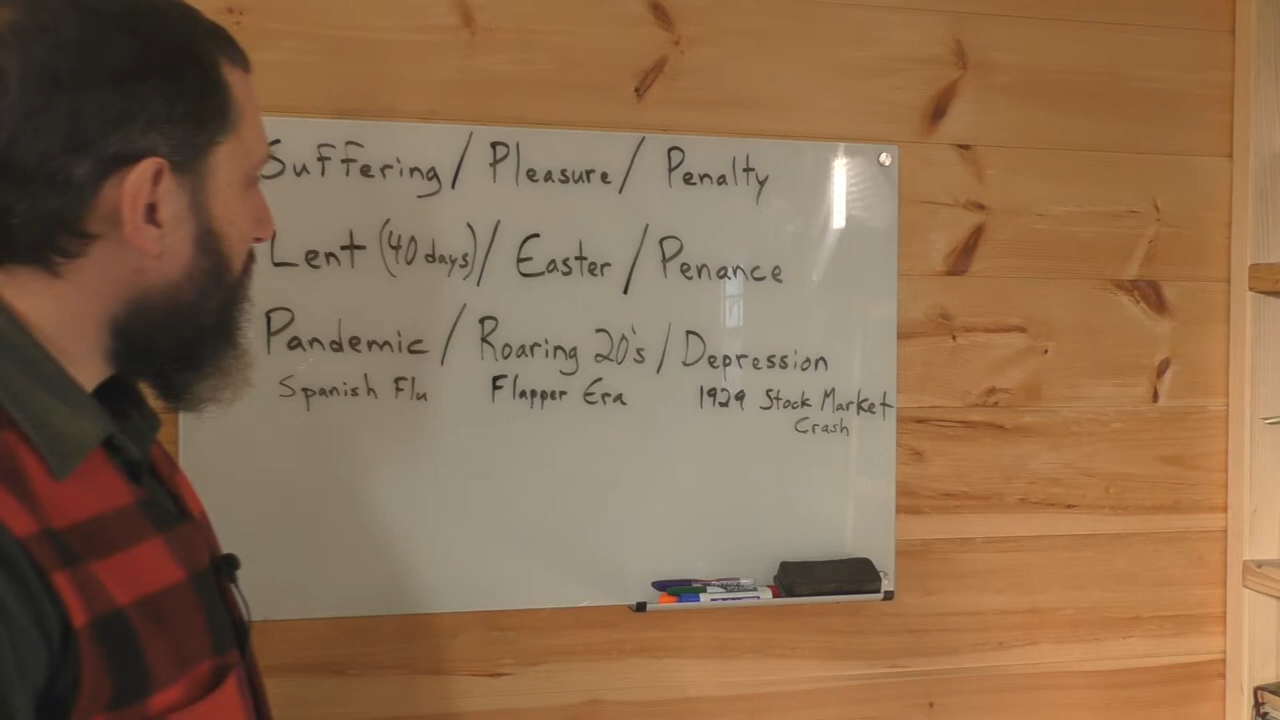 Suffering / Pleasure / Penalty
Lent (40 days) / Easter / Penance
Pandemic / Roaring 20's / Depression
Spanish Flu Flapper Era 1929 Stock Market
Crash